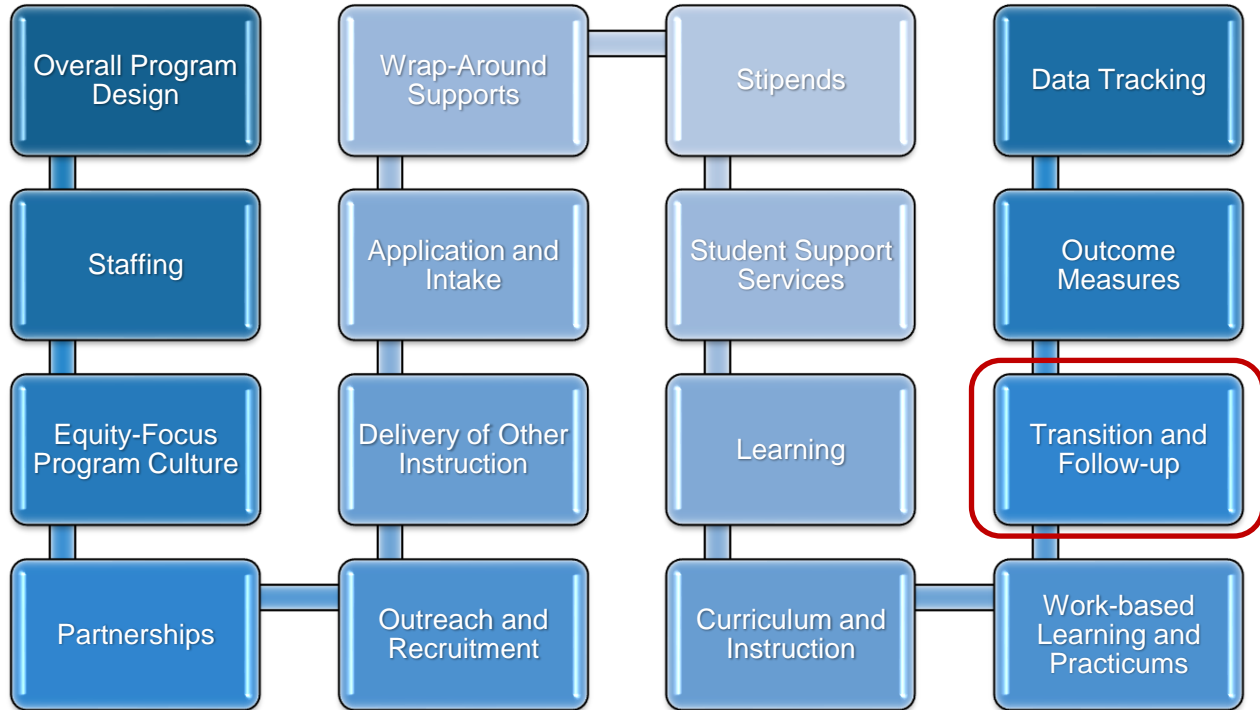 Overall Program
Design
Staffing
Equity-Focus
Program Culture
Partnerships
Outreach and
Recruitment
Delivery of Other
Instruction
Application and
Intake
Wrap-Around
Supports
Stipends
Student Support
Services
Learning
Curriculum and
Instruction
Work-based
Learning and
Practicums
Transition and
Follow-up
Outcome
Measures
Data Tracking